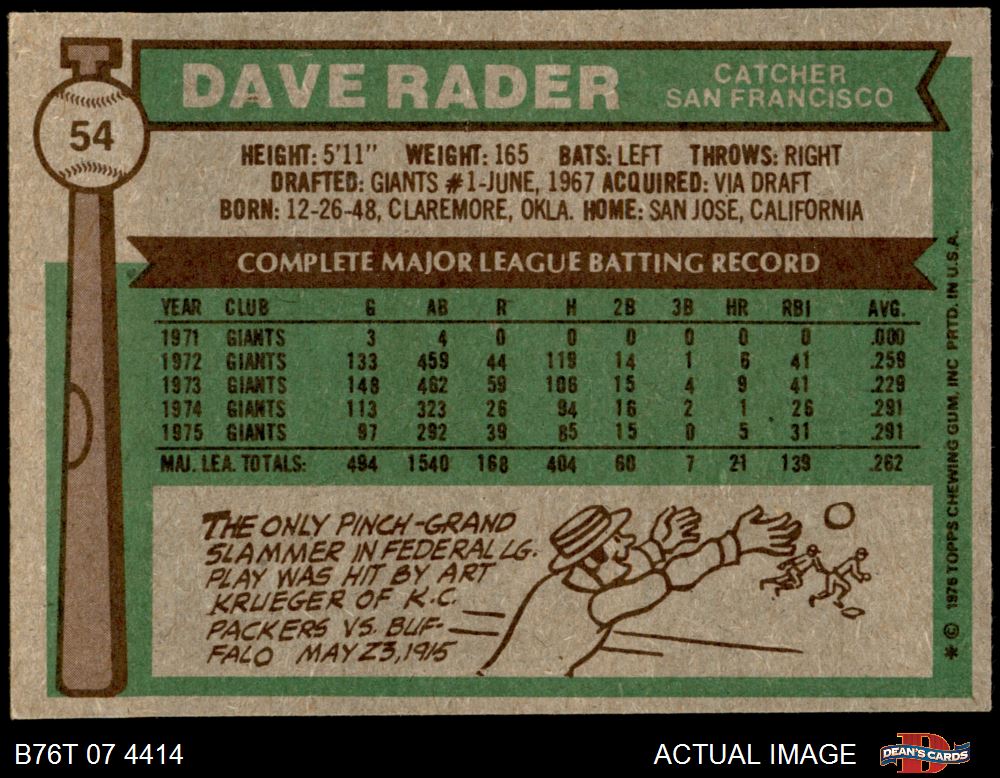 DAVE RADER
CATCHER
SAN FRANCISCO
54
HEIGHT: 5'11" WEIGHT: 165 BATS: LEFT THROWS: RIGHT
DRAFTED: GIANTS #1-JUNE, 1967 ACQUIRED: VIA DRAFT
BORN: 12-26-48, CLAREMORE, OKLA. HOME: SAN JOSE, CALIFORNIA
COMPLETE MAJOR LEAGUE BATTING RECORD
YEAR CLUB G AB R H 2B 3B HR RBI AVG.
1971 GIANTS 3 4 0 0 0 0 0 0 .000
1972 GIANTS 133 459 44 119 14 1 6 41 .259
1973 GIANTS 148 462 59 106 15 4 9 41 .229
1974 GIANTS 113 323 26 94 16 2 1 26 .291
1975 GIANTS 97 292 39 85 15 0 5 31 .291
MAJ. LEA. TOTALS: 494 1540 168 404 60 7 21 139 .262
THE ONLY PINCH-GRAND
SLAMMER IN FEDERAL LG.
PLAY WAS HIT BY ART
KRUEGER OF K.C.
PACKERS VS. BUF-
FALO MAY 23, 1915
* © 1976 TOPPS CHEWING GUM, INC PRTD. IN U.S.A.
B76T 07 4414
ACTUAL IMAGE
D
DEAN'S CARDS